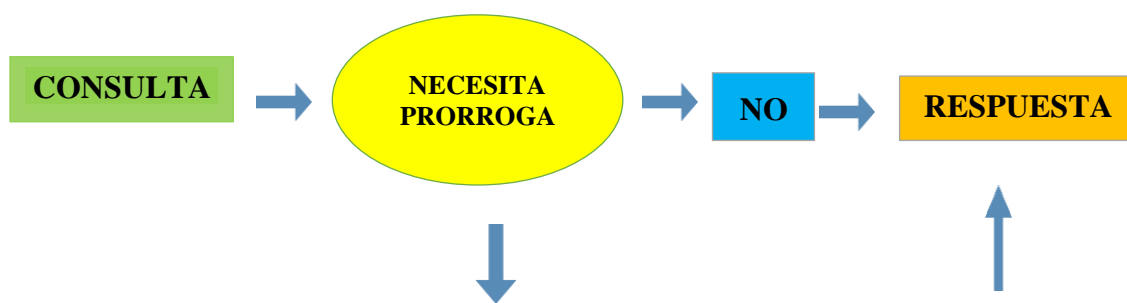 CONSULTA
NECESITA
PRORROGA
NO
RESPUESTA